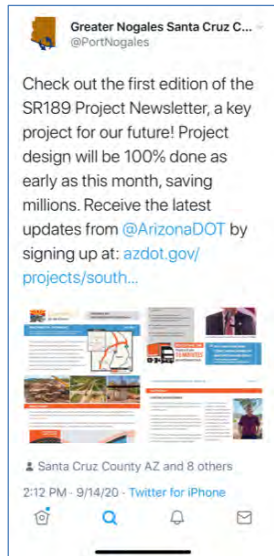 Greater Nogales Santa Cruz C...
@PortNogales
Check out the first edition of the
SR189 Project Newsletter, a key
project for our future! Project
design will be 100% done as
early as this month, saving
millions. Receive the latest
updates from @ArizonaDOT by
signing up at: azdot.gov/
projects/south...
Santa Cruz County AZ and 8 others
2:12 PM · 9/14/20 · Twitter for iPhone